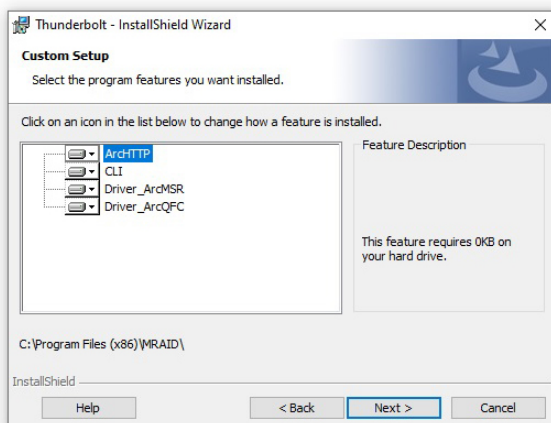 Thunderbolt - InstallShield Wizard
Custom Setup
Select the program features you want installed.
Click on an icon in the list below to change how a feature is installed.
ArcHTTP
CLI
Driver_ArcMSR
Driver_ArcQFC
Feature Description
This feature requires 0KB on
your hard drive.
C:\Program Files (x86)\MRAID\
InstallShield
Help
< Back
Next >
Cancel